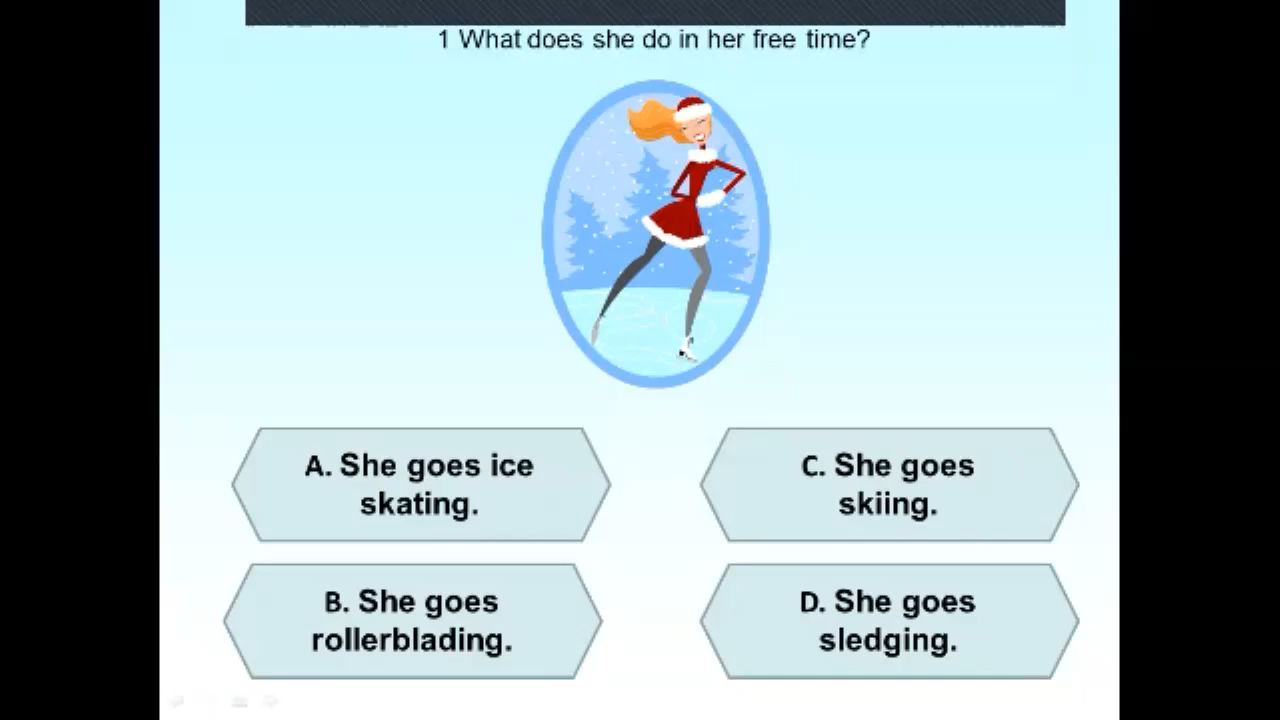 1 What does she do in her free time?
A. She goes ice
skating.
C. She goes
skiing.
B. She goes
rollerblading.
D. She goes
sledging.